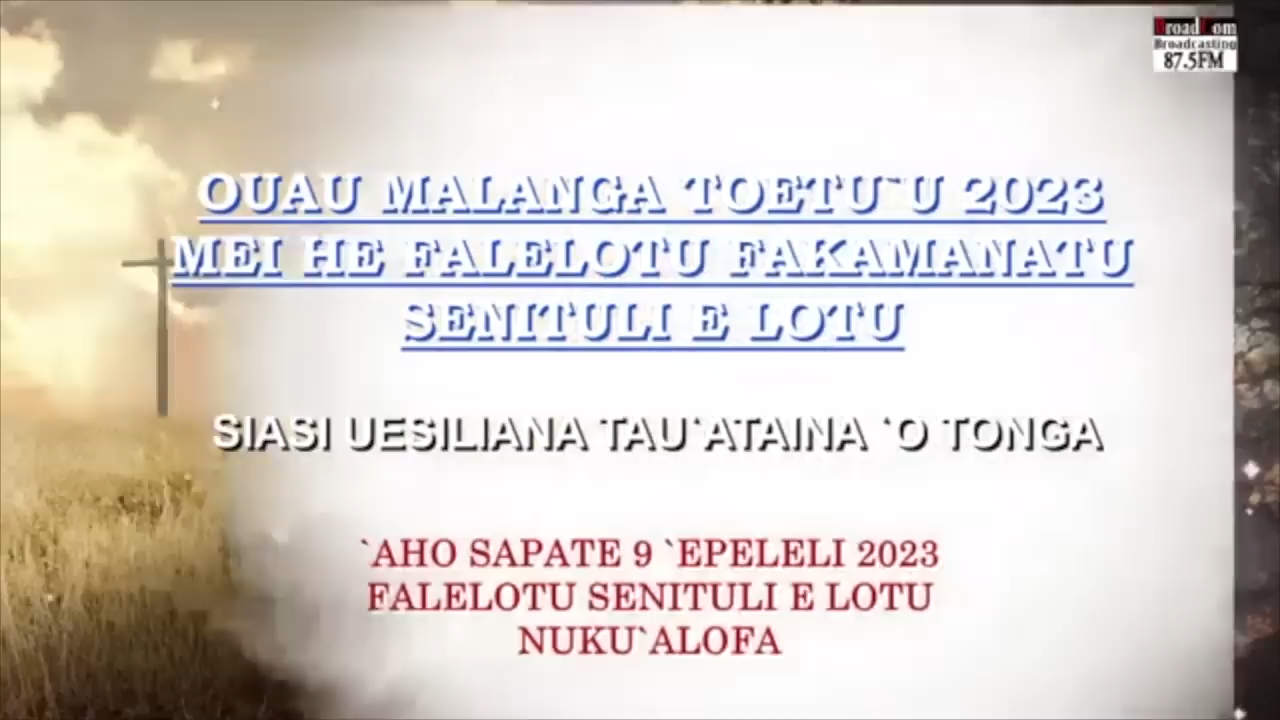 BroadCom
Broadcasting
87.5FM
OUAU MALANGA TOETU`U 2023
MEI HE FALELOTU FAKAMANATU
SENITULI E LOTU
SIASI UESILIANA TAU`ATAINA `O TONGA
`AHO SAPATE 9 `EPELELI 2023
FALELOTU SENITULI E LOTU
NUKU`ALOFA